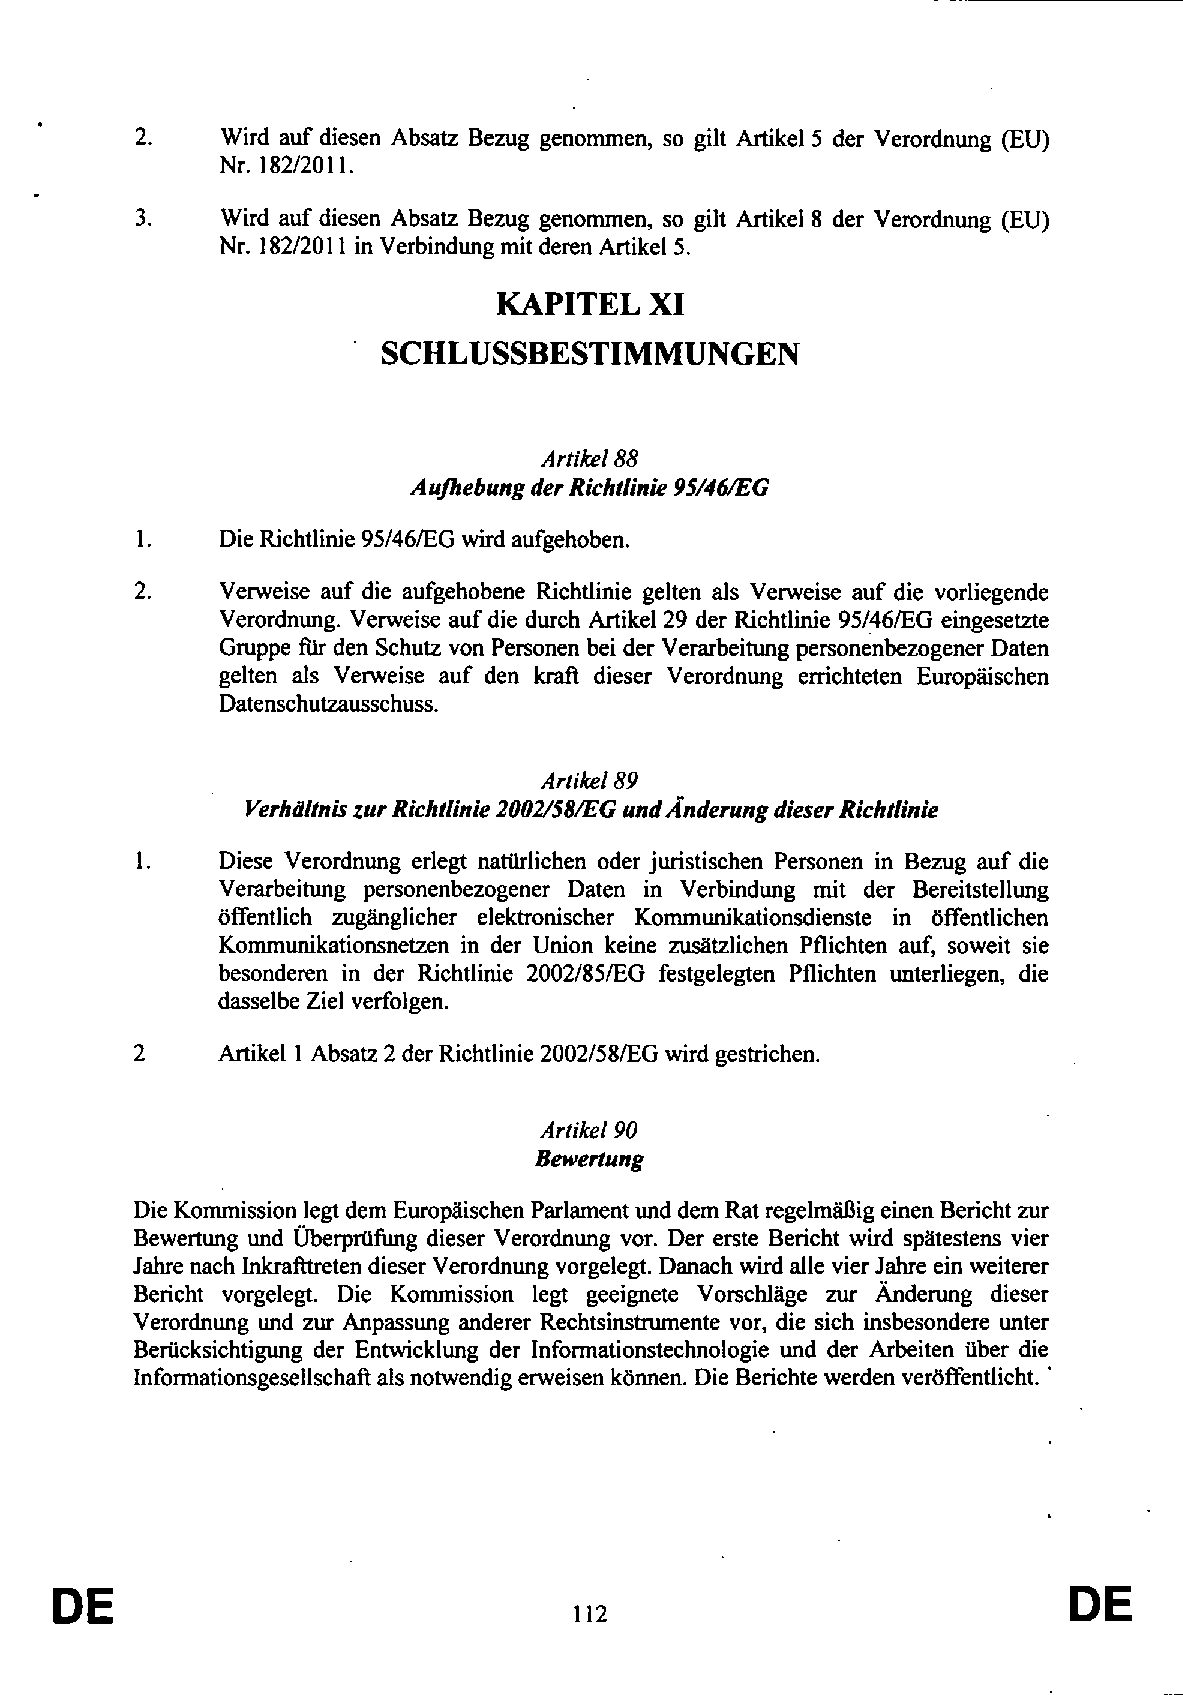 2. Wird auf diesen Absatz Bezug genommen, so gilt Artikel 5 der Verordnung (EU)
Nr. 182/2011.
3. Wird auf diesen Absatz Bezug genommen, so gilt Artikel 8 der Verordnung (EU)
Nr. 182/2011 in Verbindung mit deren Artikel 5.
KAPITEL XI
SCHLUSSBESTIMMUNGEN
Artikel 88
Aufhebung der Richtlinie 95/46/EG
1. Die Richtlinie 95/46/EG wird aufgehoben.
2. Verweise auf die aufgehobene Richtlinie gelten als Verweise auf die vorliegende
Verordnung. Verweise auf die durch Artikel 29 der Richtlinie 95/46/EG eingesetzte
Gruppe für den Schutz von Personen bei der Verarbeitung personenbezogener Daten
gelten als Verweise auf den kraft dieser Verordnung errichteten Europäischen
Datenschutzausschuss.
Artikel 89
Verhältnis zur Richtlinie 2002/58/EG und Änderung dieser Richtlinie
1. Diese Verordnung erlegt natürlichen oder juristischen Personen in Bezug auf die
Verarbeitung personenbezogener Daten in Verbindung mit der Bereitstellung
öffentlich zugänglicher elektronischer Kommunikationsdienste in öffentlichen
Kommunikationsnetzen in der Union keine zusätzlichen Pflichten auf, soweit sie
besonderen in der Richtlinie 2002/85/EG festgelegten Pflichten unterliegen, die
dasselbe Ziel verfolgen.
2 Artikel 1 Absatz 2 der Richtlinie 2002/58/EG wird gestrichen.
Artikel 90
Bewertung
Die Kommission legt dem Europäischen Parlament und dem Rat regelmäßig einen Bericht zur
Bewertung und Überprüfung dieser Verordnung vor. Der erste Bericht wird spätestens vier
Jahre nach Inkrafttreten dieser Verordnung vorgelegt. Danach wird alle vier Jahre ein weiterer
Bericht vorgelegt. Die Kommission legt geeignete Vorschläge zur Änderung dieser
Verordnung und zur Anpassung anderer Rechtsinstrumente vor, die sich insbesondere unter
Berücksichtigung der Entwicklung der Informationstechnologie und der Arbeiten über die
Informationsgesellschaft als notwendig erweisen können. Die Berichte werden veröffentlicht.
DE 112 DE